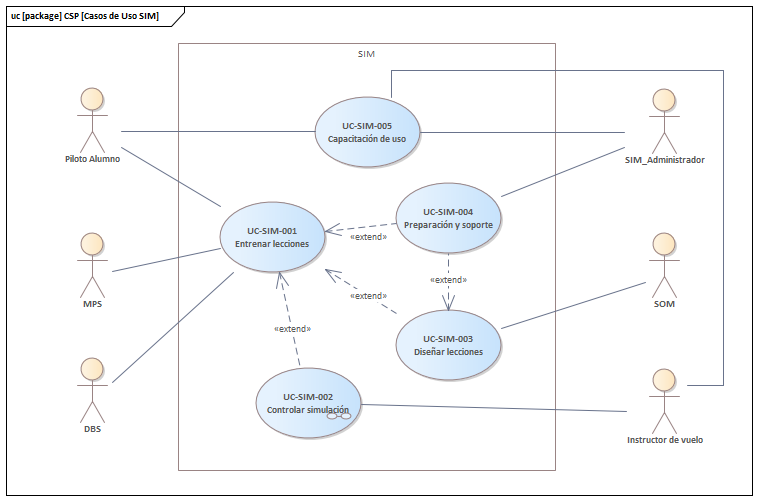 uc [package] CSP [Casos de Uso SIM]
SIM
UC-SIM-005
Capacitación de uso
Piloto Alumno
SIM_Administrador
UC-SIM-004
Preparación y soporte
UC-SIM-001
Entrenar lecciones
«extend»
«extend»
«extend»
MPS
SOM
UC-SIM-003
Diseñar lecciones
«extend»
UC-SIM-002
Controlar simulación
DBS
Instructor de vuelo